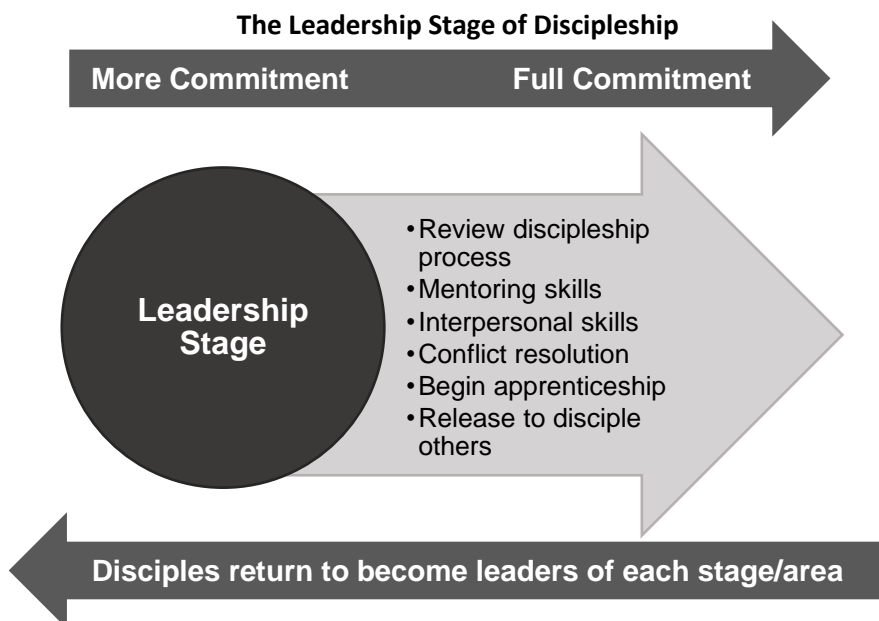 The Leadership Stage of Discipleship
More Commitment Full Commitment
Leadership
Stage
•Review discipleship
process
•Mentoring skills
•Interpersonal skills
•Conflict resolution
•Begin apprenticeship
•Release to disciple
others
Disciples return to become leaders of each stage/area